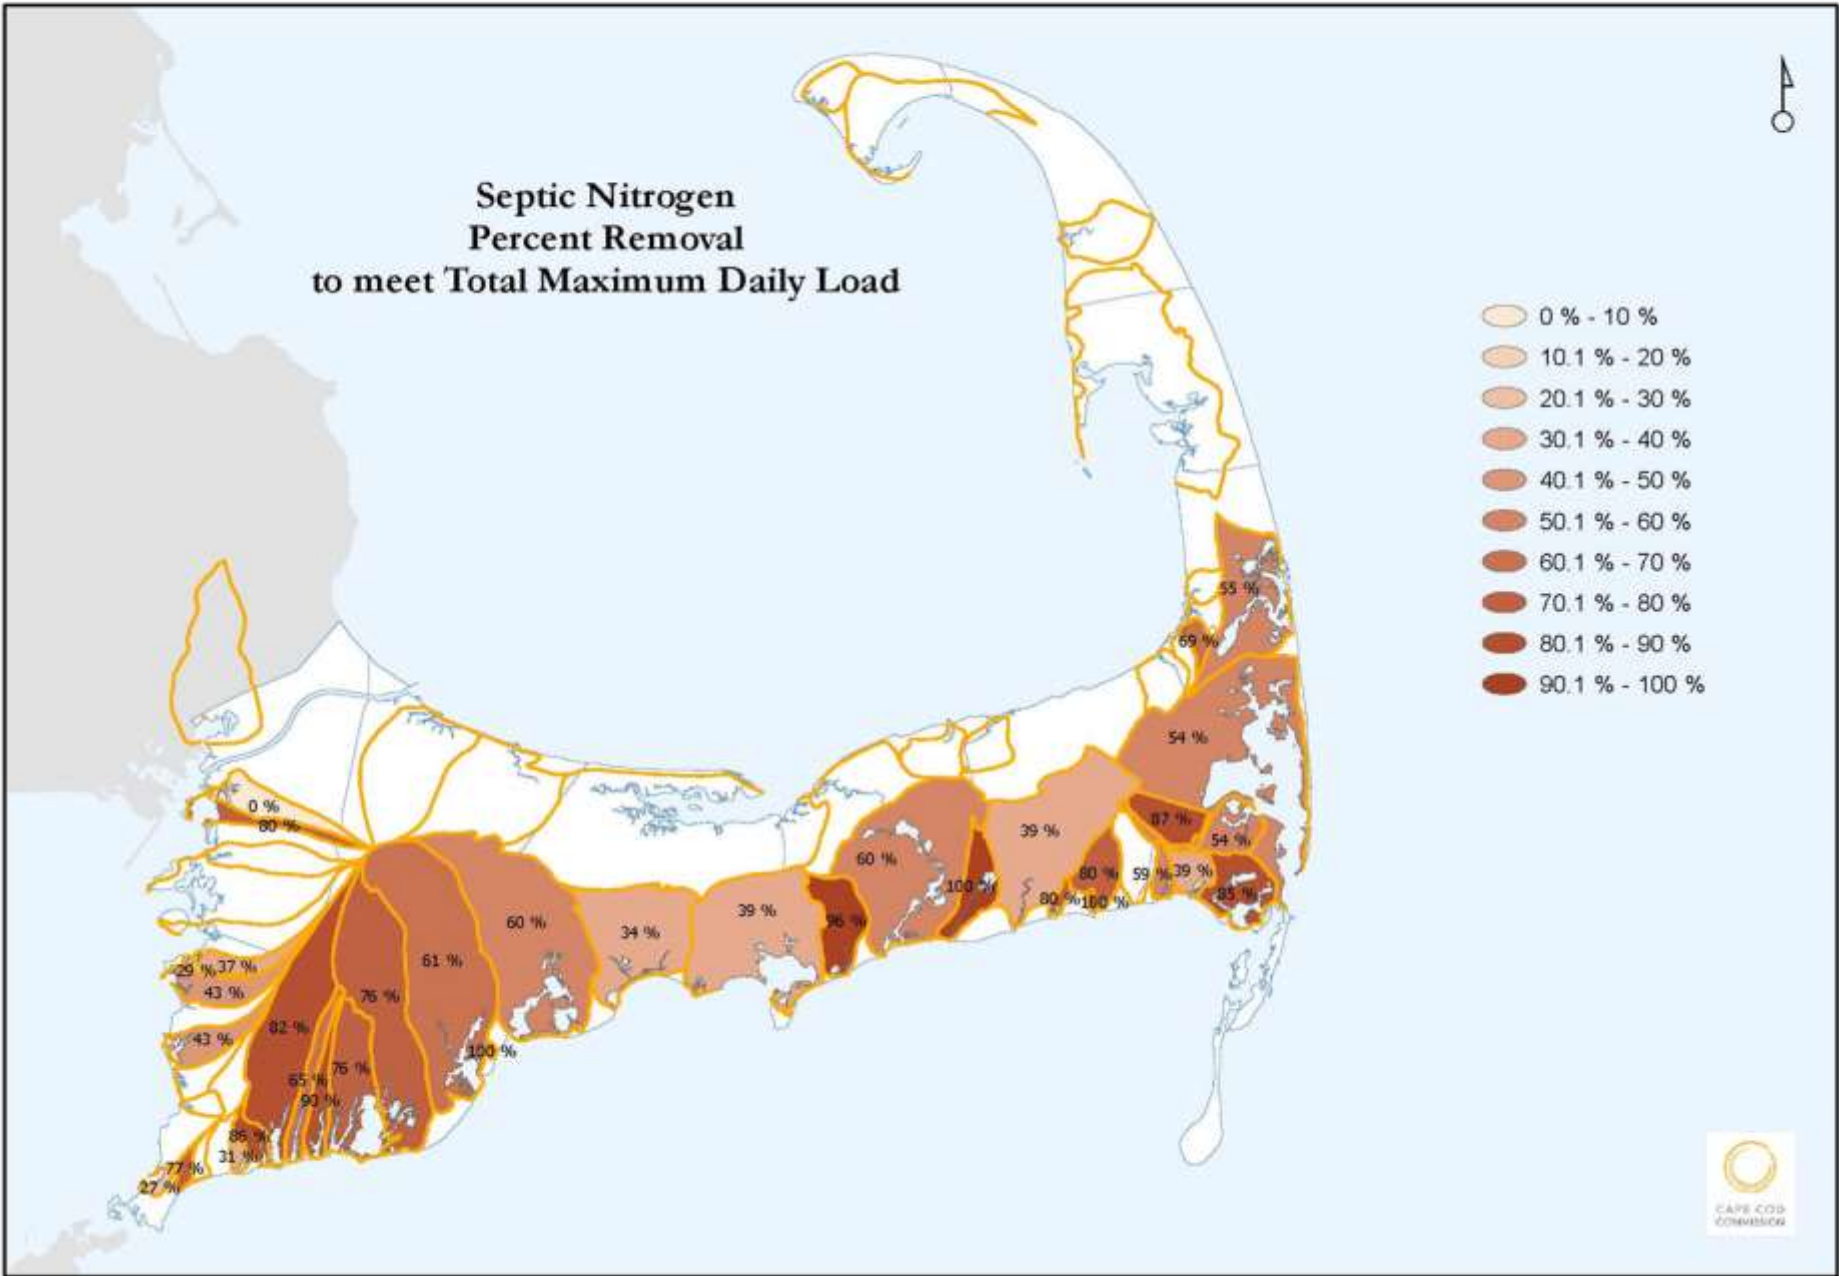 Septic Nitrogen
Percent Removal
to meet Total Maximum Daily Load
0 % - 10 %
10.1 % - 20 %
20.1 % - 30 %
30.1 % - 40 %
40.1 % - 50 %
50.1 % - 60 %
60.1 % - 70 %
70.1 % - 80 %
80.1 % - 90 %
90.1 % - 100 %
55 %
69 %
54 %
0 %
80 %
87 %
39 %
54 %
60 %
80 %
59 %
39 %
100 %
85 %
80 %
100 %
39 %
96 %
60 %
34 %
61 %
29 %
37 %
43 %
76 %
82 %
43 %
100 %
76 %
65 %
90 %
86 %
31 %
77 %
27 %
CAPE COD
COMMISSION